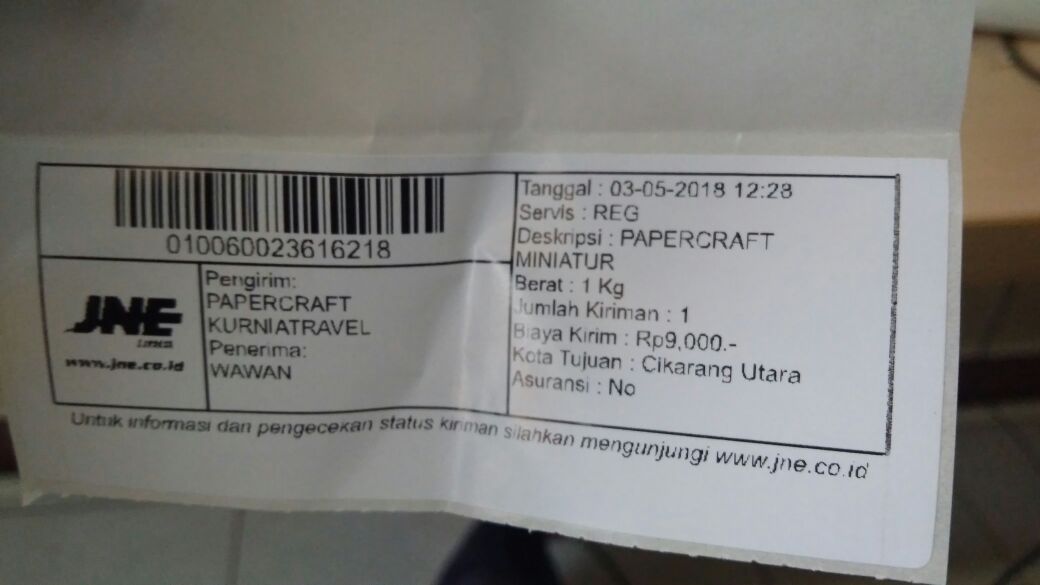 010060023616218
JNE
www.jne.co.id
Pengirim:
PAPERCRAFT
KURNIATRAVEL
Penerima:
WAWAN
Tanggal : 03-05-2018 12:28
Servis : REG
Deskripsi : PAPERCRAFT
MINIATUR
Berat : 1 Kg
Jumlah Kiriman : 1
Biaya Kirim : Rp9,000.-
Kota Tujuan : Cikarang Utara
Asuransi : No
Untuk informasi dan pengecekan status kiriman silahkan mengunjungi www.jne.co.id